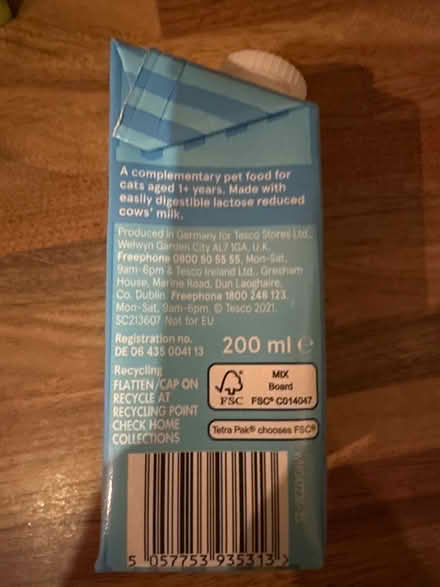 A complementary pet food for
cats aged 1+ years. Made with
easily digestible lactose reduced
cows' milk.
Produced in Germany for Tesco Stores Ltd.,
Welwyn Garden City AL7 1GA, U.K.
Freephone 0800 50 55 55, Mon-Sat,
9am-6pm & Tesco Ireland Ltd., Gresham
House, Marine Road, Dun Laoghaire,
Co. Dublin. Freephone 1800 248 123.
Mon-Sat, 9am-6pm. © Tesco 2021.
SC213607 Not for EU
Registration no.
DE 06 435 0041 13
200 ml e
Recycling
FLATTEN/CAP ON
RECYCLE AT
RECYCLING POINT
CHECK HOME
COLLECTIONS
FSC
MIX
Board
FSC® C014047
Tetra Pak® chooses FSC®
5 057753 935313 >